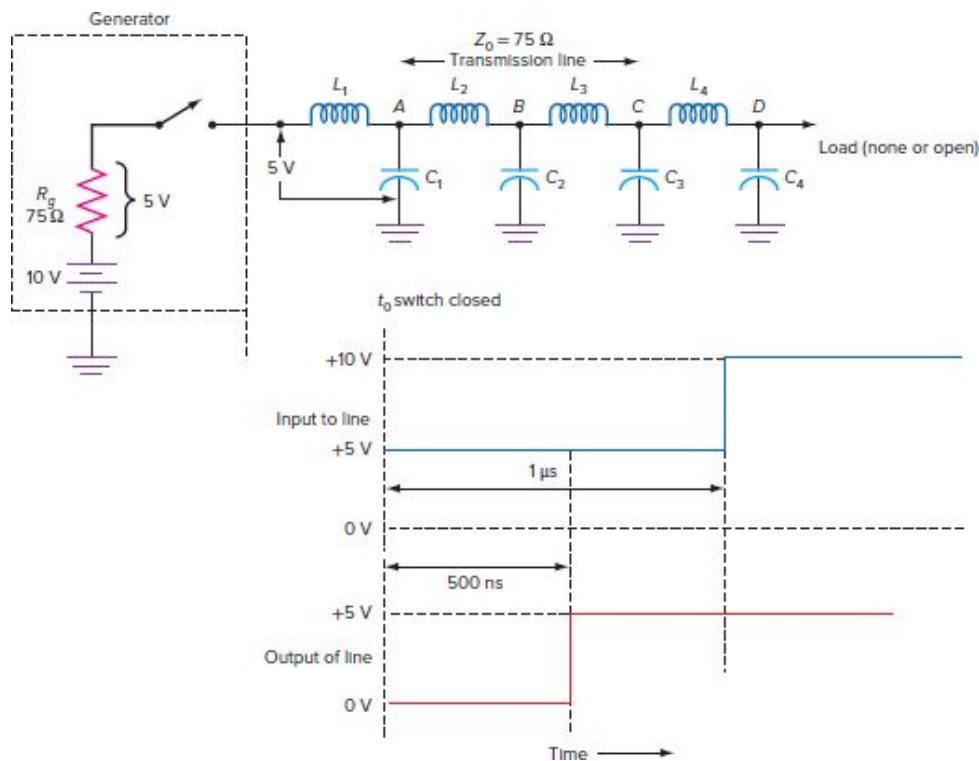 Generator
Z₀ = 75 Ω
Transmission line
L₁
A
L₂
B
L₃
C
L₄
D
Load (none or open)
5 V
C₁
C₂
C₃
C₄
R_g
75 Ω
5 V
10 V
t₀ switch closed
+10 V
Input to line
+5 V
1 μs
0 V
500 ns
+5 V
Output of line
0 V
Time